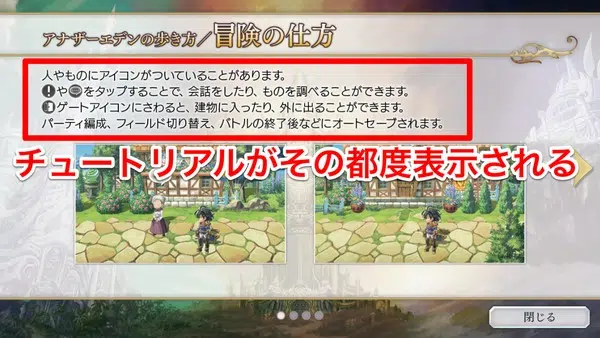 アナザーエデンの歩き方/冒険の仕方
人やものにアイコンがついていることがあります。
!や💬をタップすることで、会話をしたり、ものを調べることができます。
ゲートアイコンにさわると、建物に入ったり、外に出ることができます。
パーティ編成、フィールド切り替え、バトルの終了後などにオートセーブされます。
チュートリアルがその都度表示される
閉じる